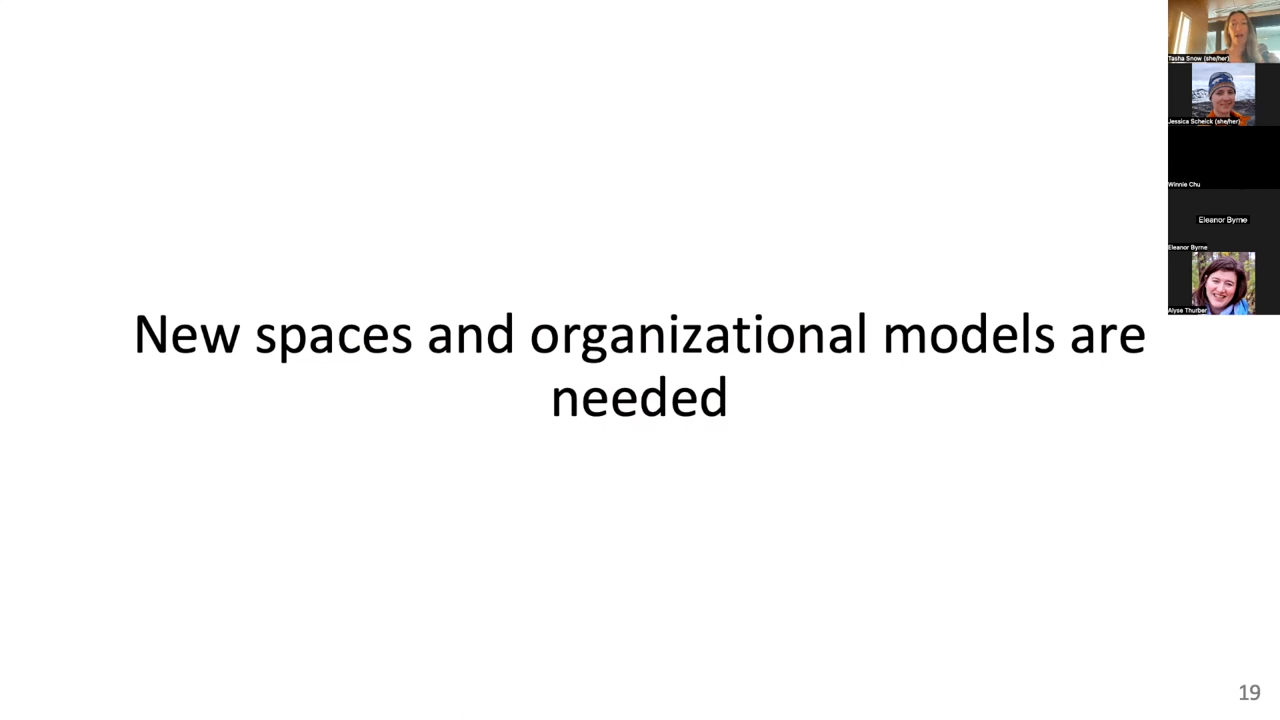 Tasha Snow (she/her)
Jessica Scheick (she/her)
Winnie Chu
Eleanor Byrne
Eleanor Byrne
Alyse Thurber
New spaces and organizational models are
needed
19